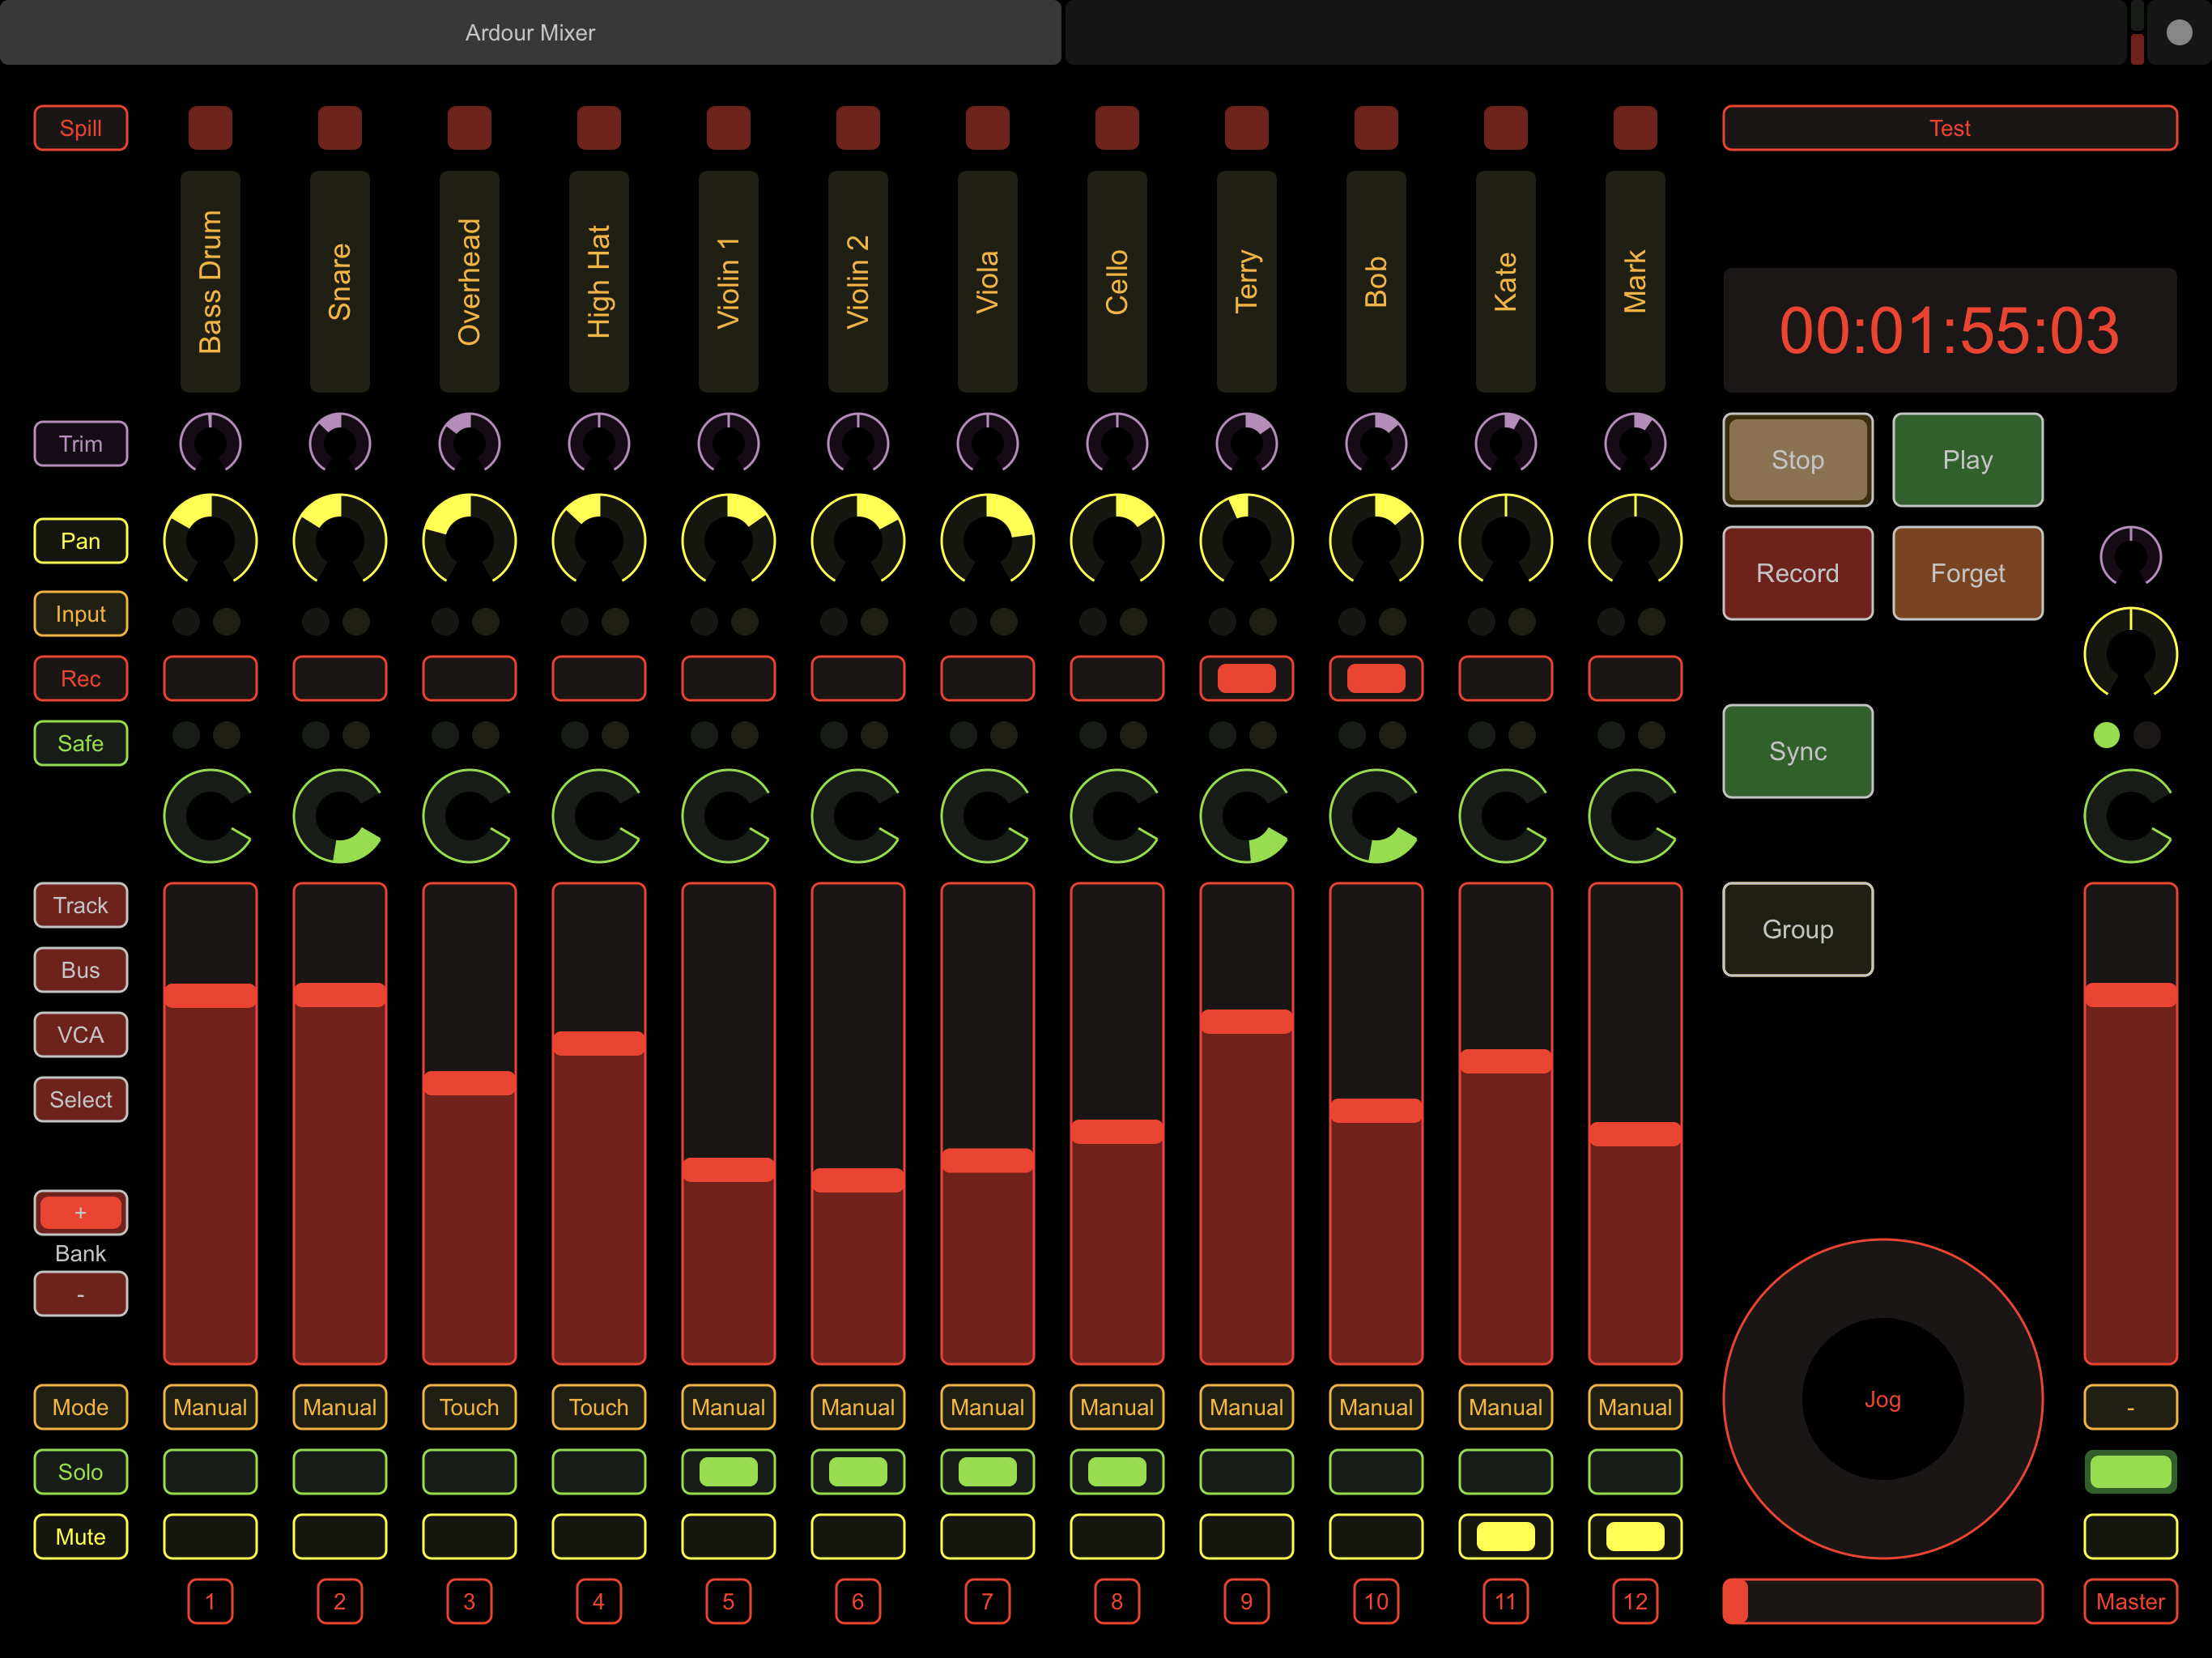 Ardour Mixer
Spill
Test
Bass Drum
Snare
Overhead
High Hat
Violin 1
Violin 2
Viola
Cello
Terry
Bob
Kate
Mark
00:01:55:03
Trim
Stop
Play
Pan
Record
Forget
Input
Rec
Safe
Sync
Track
Group
Bus
VCA
Select
+
Bank
-
Jog
Mode Manual Manual Touch Touch Manual Manual Manual Manual Manual Manual Manual Manual -
Solo
Mute
1 2 3 4 5 6 7 8 9 10 11 12 Master